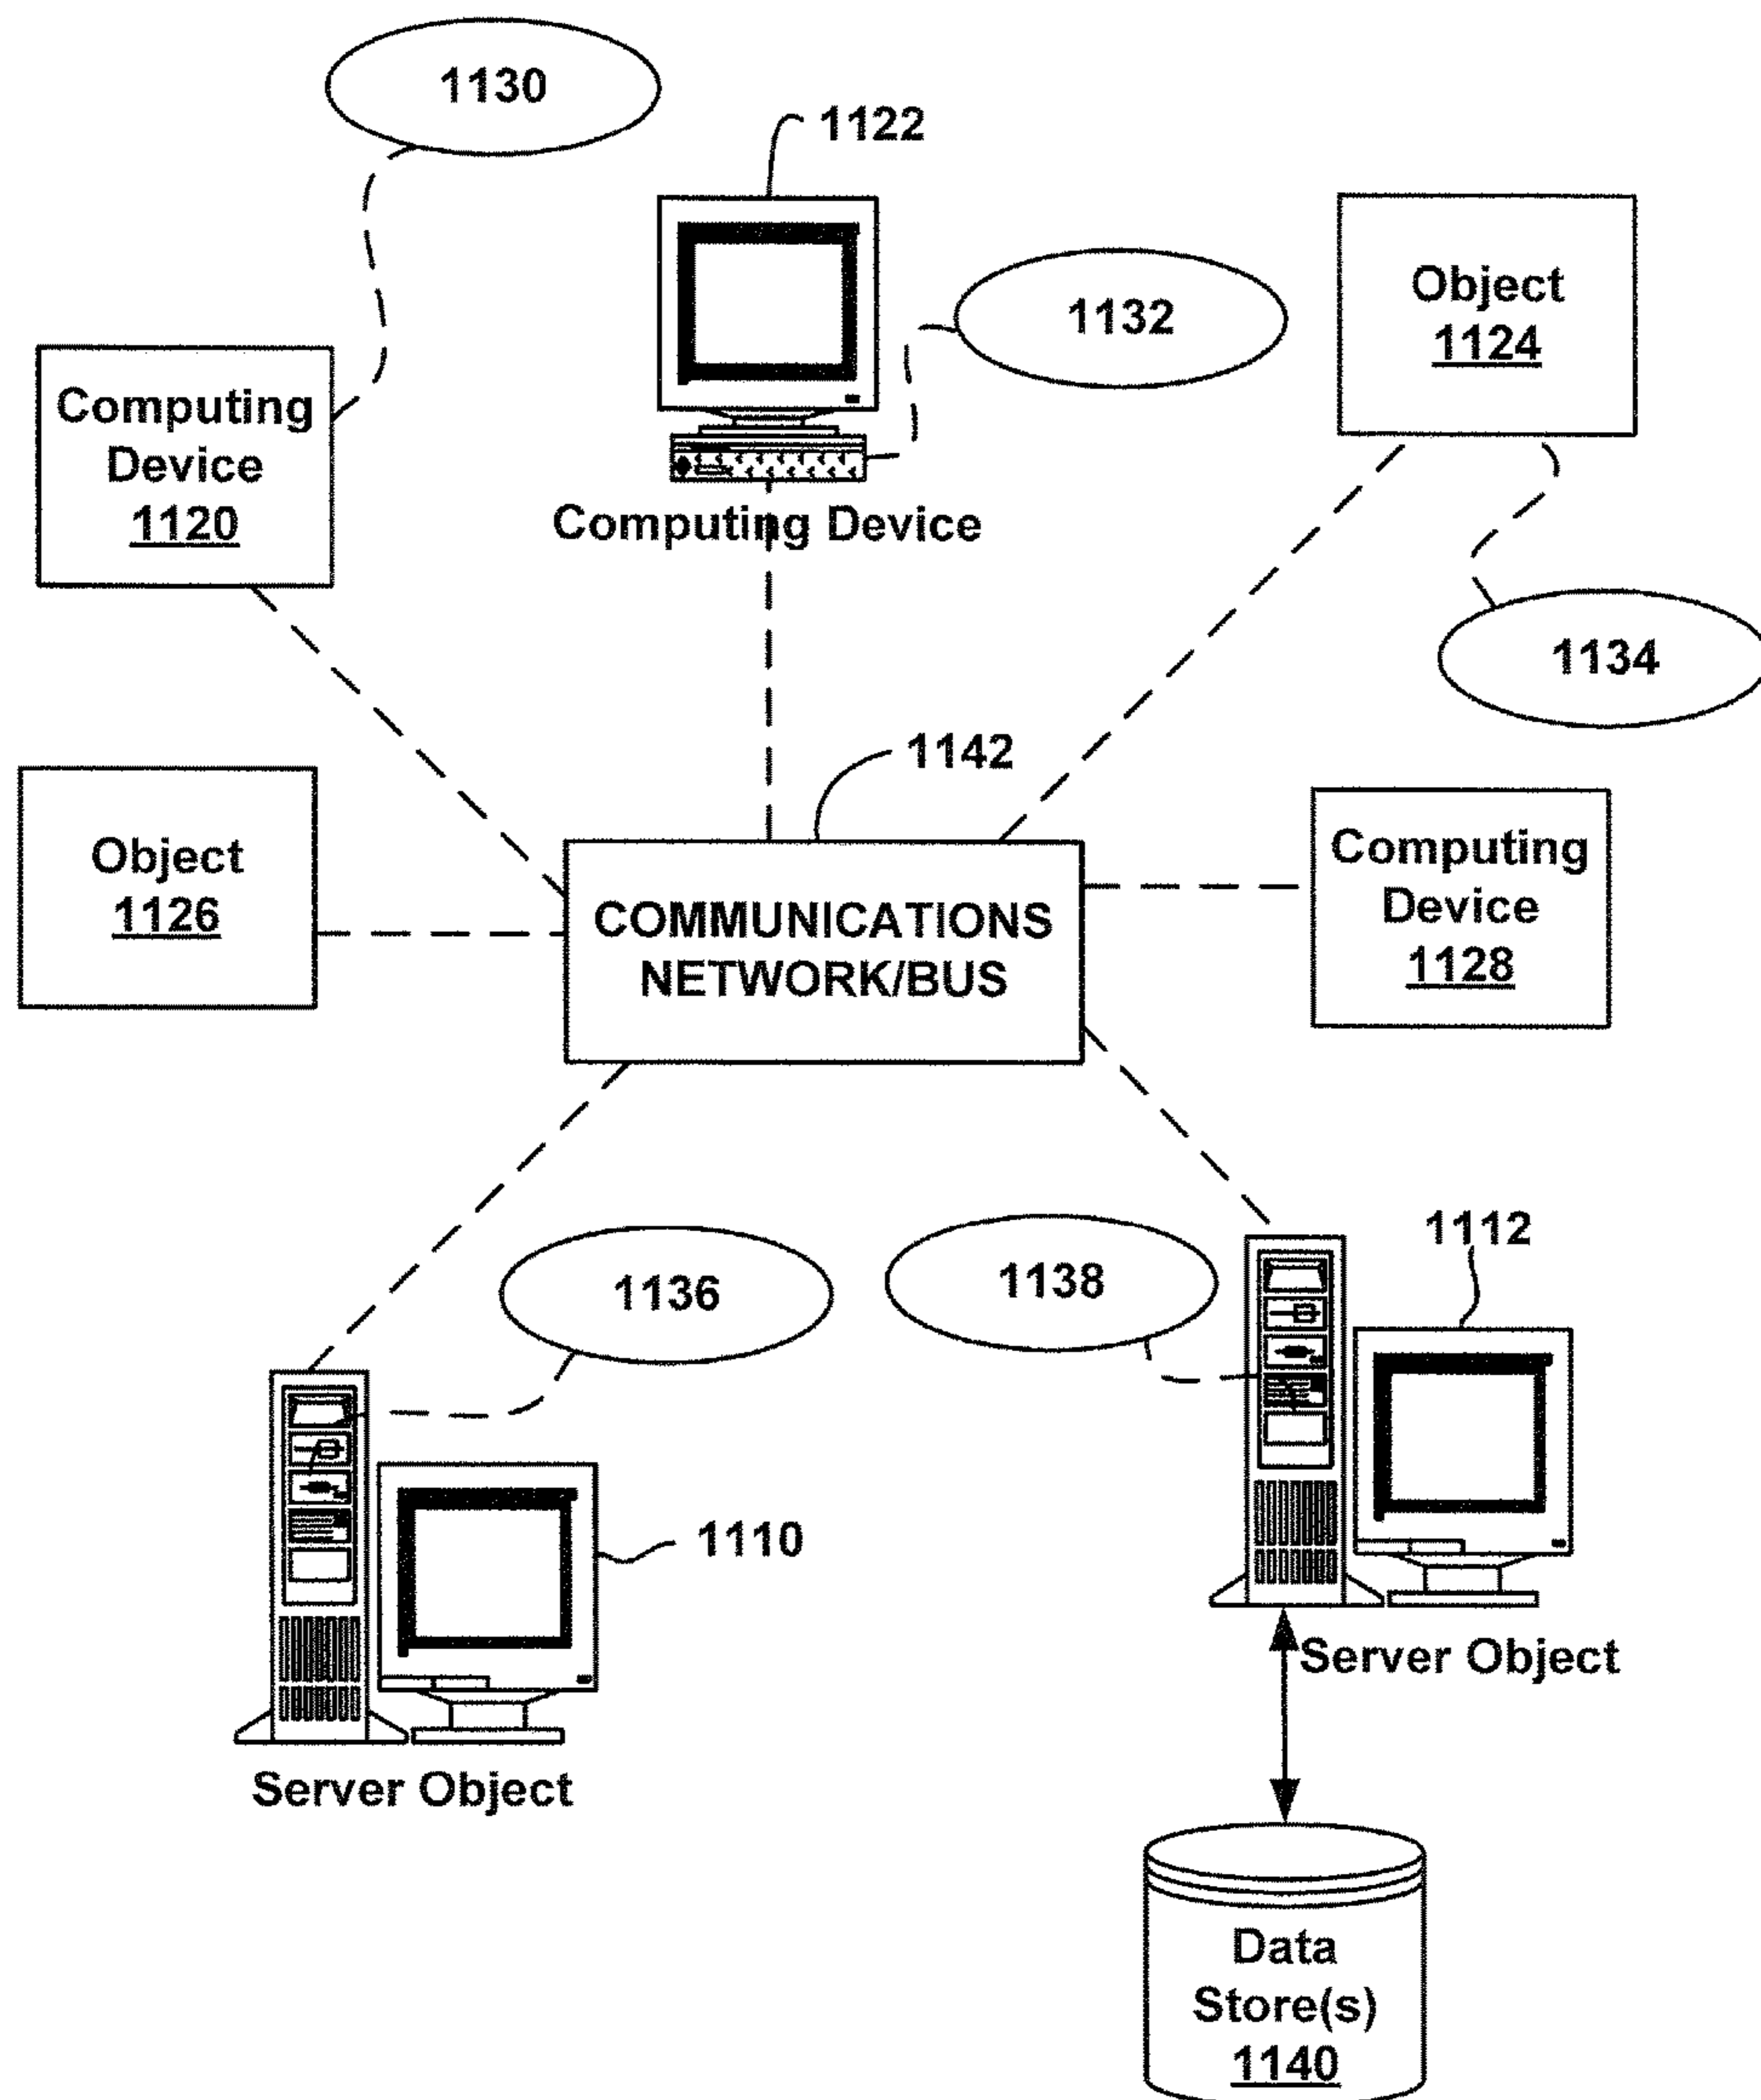 1130
1122
1132
Object
1124
Computing
Device
1120
Computing Device
1134
1142
Object
1126
COMMUNICATIONS
NETWORK/BUS
Computing
Device
1128
1136
1138
1112
1110
Server Object
Server Object
Data
Store(s)
1140